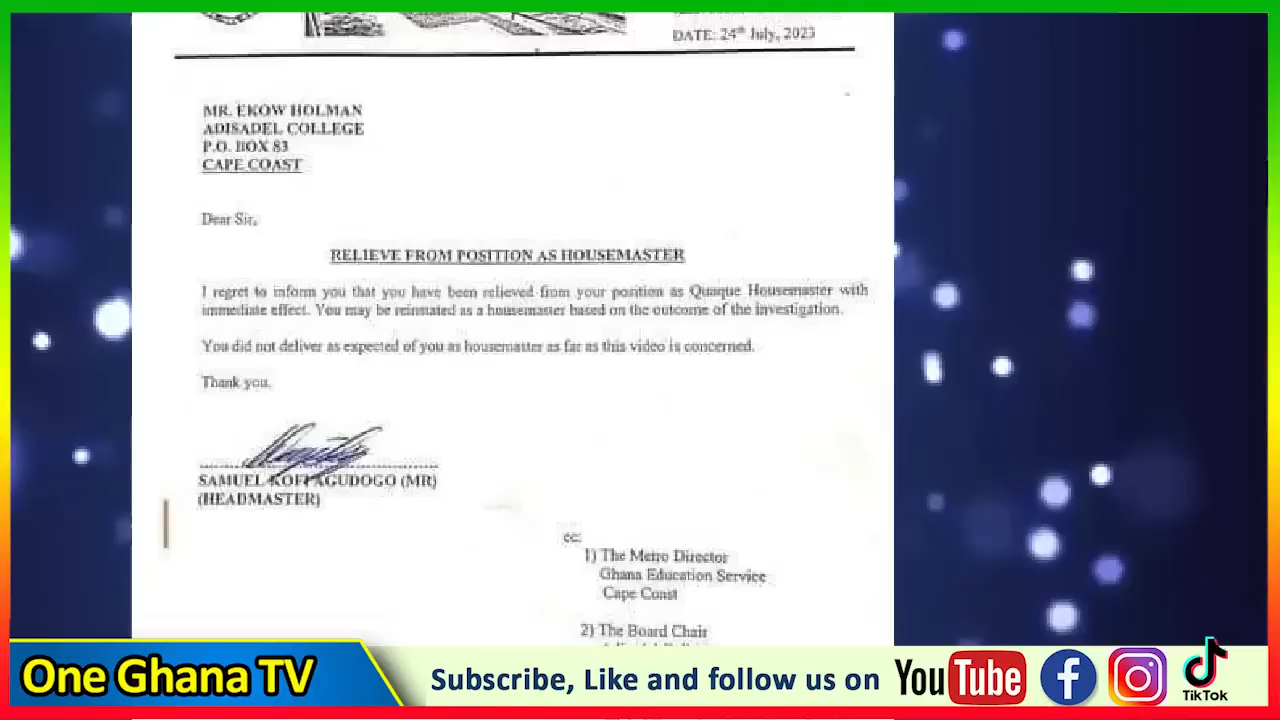 DATE: 24th July, 2023
MR. EKOW HOLMAN
ADISADEL COLLEGE
P.O. BOX 83
CAPE COAST
Dear Sir,
RELIEVE FROM POSITION AS HOUSEMASTER
I regret to inform you that you have been relieved from your position as Quaque Housemaster with
immediate effect. You may be reinstated as a housemaster based on the outcome of the investigation.
You did not deliver as expected of you as housemaster as far as this video is concerned.
Thank you.
SAMUEL KOFI AGUDOGO (MR)
(HEADMASTER)
cc:
1) The Metro Director
Ghana Education Service
Cape Coast
2) The Board Chair
One Ghana TV
Subscribe, Like and follow us on YouTube
TikTok